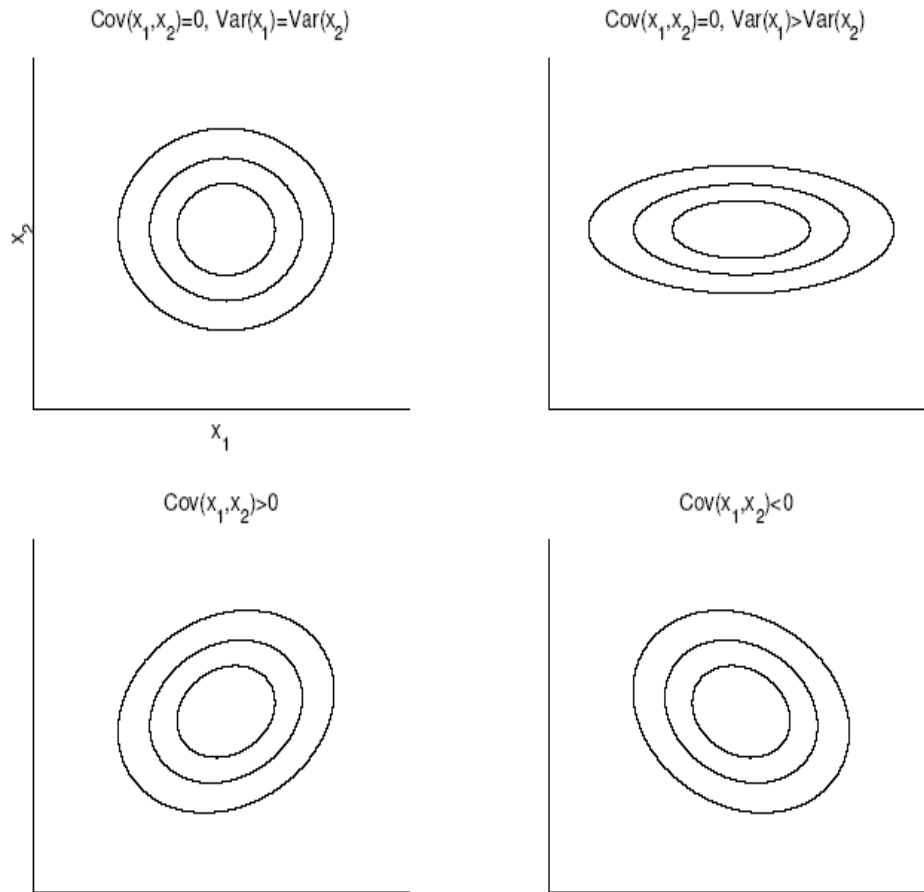 Cov(x₁,x₂)=0, Var(x₁)=Var(x₂)
Cov(x₁,x₂)=0, Var(x₁)>Var(x₂)
x₂
x₁
Cov(x₁,x₂)>0
Cov(x₁,x₂)<0